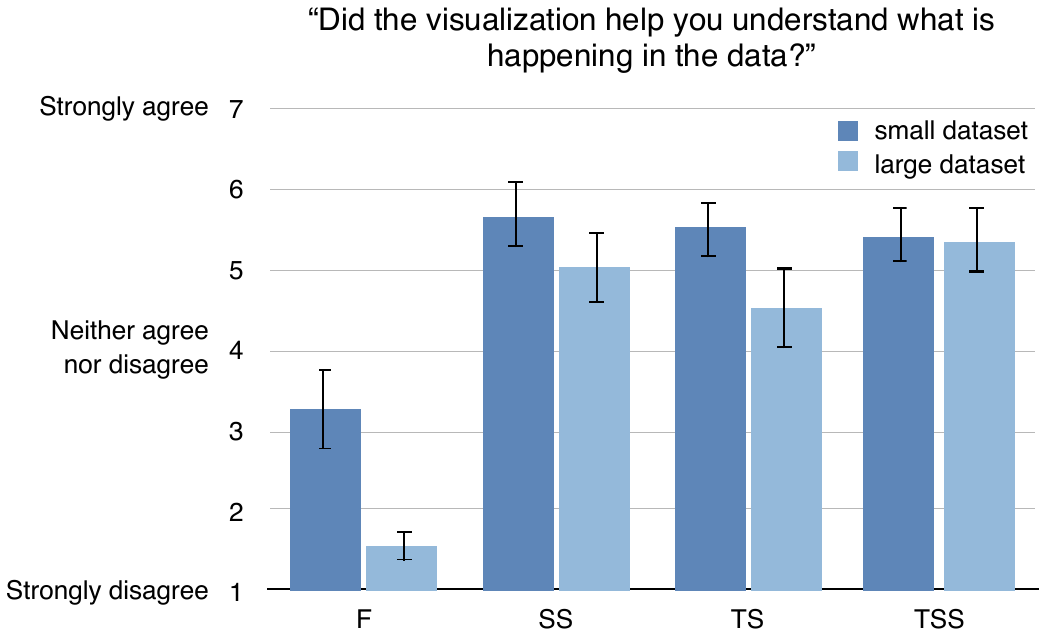 “Did the visualization help you understand what is
happening in the data?”
Strongly agree 7
small dataset
large dataset
6
5
Neither agree
nor disagree
4
3
2
Strongly disagree 1
F SS TS TSS